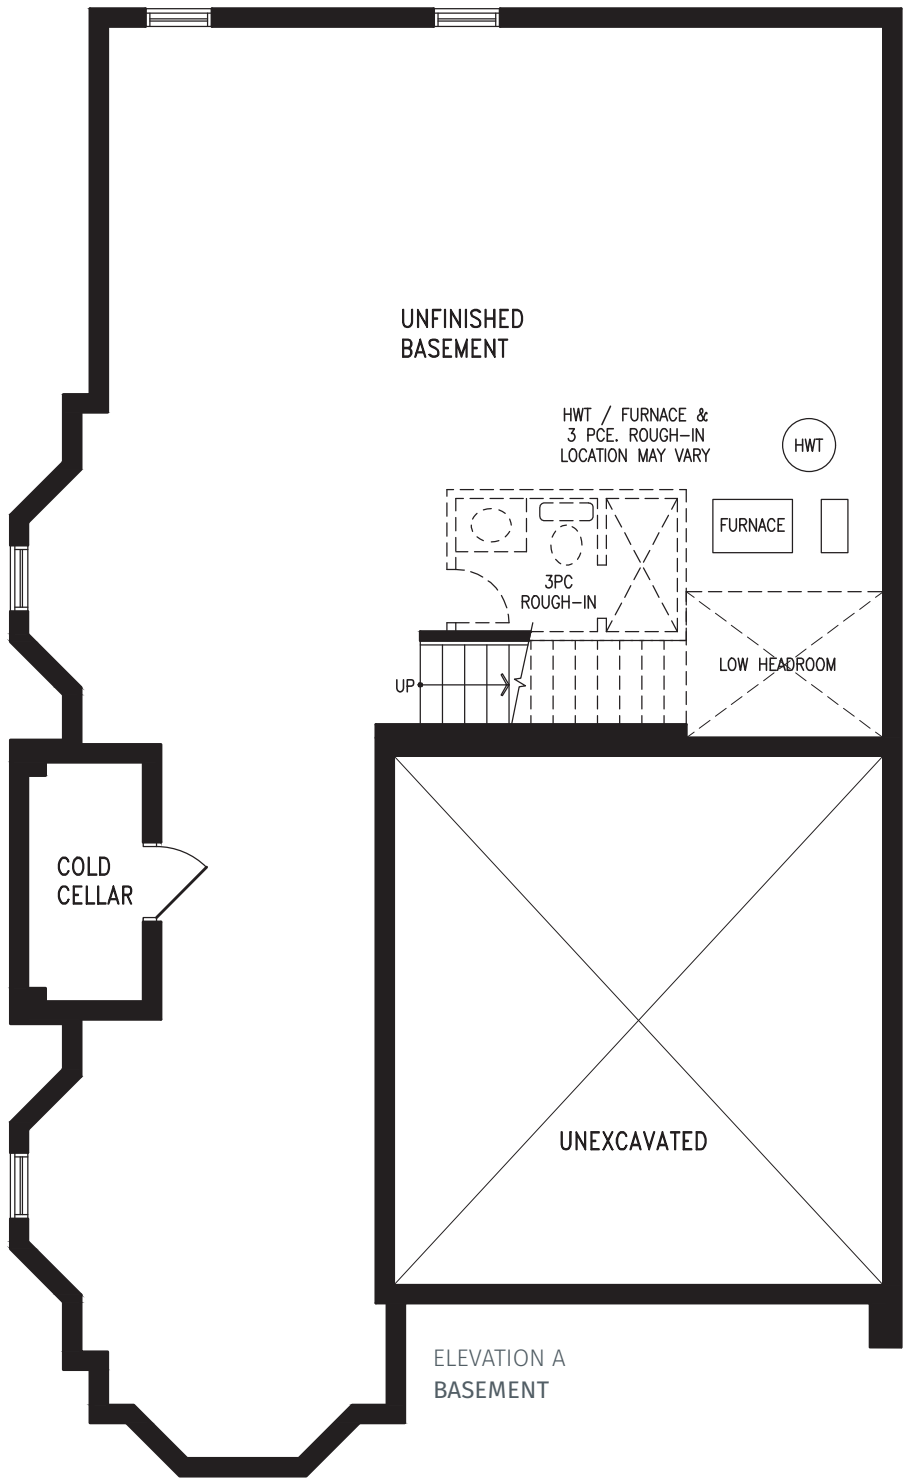 UNFINISHED
BASEMENT
HWT / FURNACE &
3 PCE. ROUGH-IN
LOCATION MAY VARY
HWT
FURNACE
3PC
ROUGH-IN
LOW HEADROOM
UP
COLD
CELLAR
UNEXCAVATED
ELEVATION A
BASEMENT